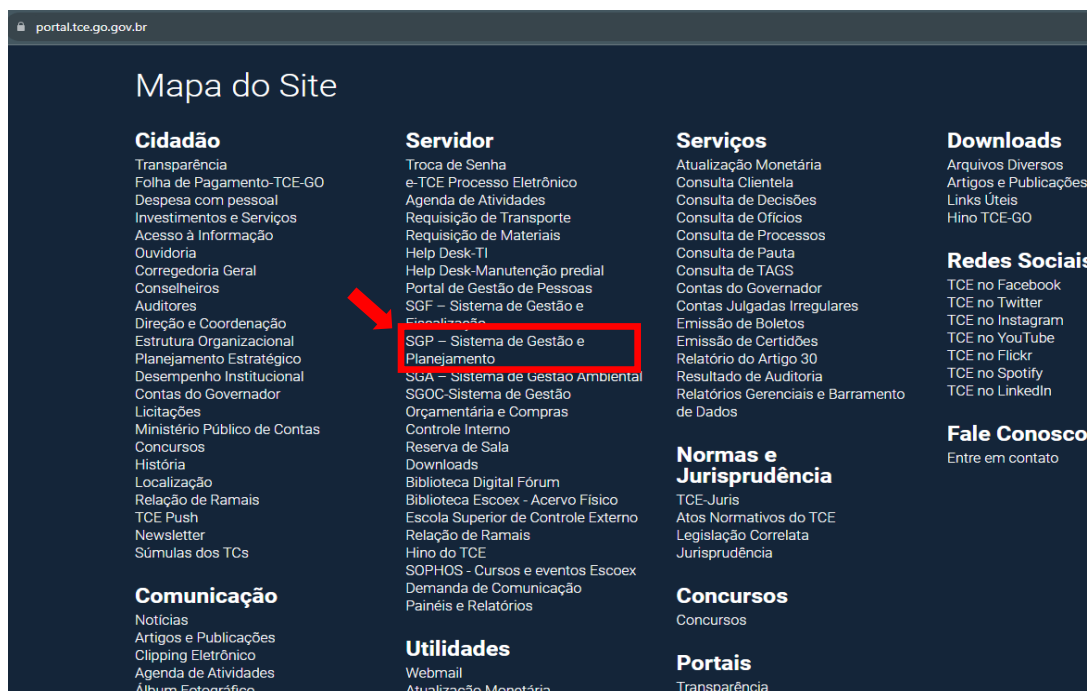 portal.tce.go.gov.br
Mapa do Site
Cidadão
Transparência
Folha de Pagamento-TCE-GO
Despesa com pessoal
Investimentos e Serviços
Acesso à Informação
Ouvidoria
Corregedoria Geral
Conselheiros
Auditores
Direção e Coordenação
Estrutura Organizacional
Planejamento Estratégico
Desempenho Institucional
Contas do Governador
Licitações
Ministério Público de Contas
Concursos
História
Localização
Relação de Ramais
TCE Push
Newsletter
Súmulas dos TCs
Comunicação
Notícias
Artigos e Publicações
Clipping Eletrônico
Agenda de Atividades
Álbum Fotográfico
Servidor
Troca de Senha
e-TCE Processo Eletrônico
Agenda de Atividades
Requisição de Transporte
Requisição de Materiais
Help Desk-TI
Help Desk-Manutenção predial
Portal de Gestão de Pessoas
SGF – Sistema de Gestão e
Fiscalização
SGP – Sistema de Gestão e
Planejamento
SGA – Sistema de Gestão Ambiental
SGOC-Sistema de Gestão
Orçamentária e Compras
Controle Interno
Reserva de Sala
Downloads
Biblioteca Digital Fórum
Biblioteca Escoex - Acervo Físico
Escola Superior de Controle Externo
Relação de Ramais
Hino do TCE
SOPHOS - Cursos e eventos Escoex
Demanda de Comunicação
Painéis e Relatórios
Utilidades
Webmail
Atualização Monetária
Serviços
Atualização Monetária
Consulta Clientela
Consulta de Decisões
Consulta de Ofícios
Consulta de Processos
Consulta de Pauta
Consulta de TAGS
Contas do Governador
Contas Julgadas Irregulares
Emissão de Boletos
Emissão de Certidões
Relatório do Artigo 30
Resultado de Auditoria
Relatórios Gerenciais e Barramento
de Dados
Normas e
Jurisprudência
TCE-Juris
Atos Normativos do TCE
Legislação Correlata
Jurisprudência
Concursos
Concursos
Portais
Transparência
Downloads
Arquivos Diversos
Artigos e Publicações
Links Úteis
Hino TCE-GO
Redes Sociais
TCE no Facebook
TCE no Twitter
TCE no Instagram
TCE no YouTube
TCE no Flickr
TCE no Spotify
TCE no LinkedIn
Fale Conosco
Entre em contato